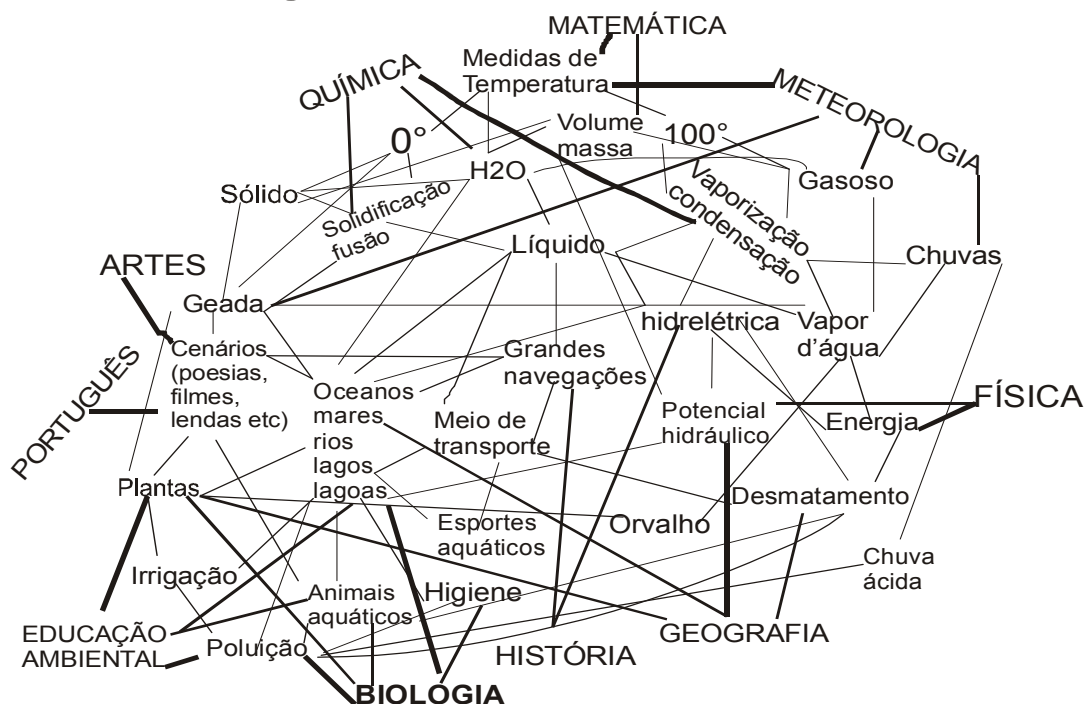 MATEMÁTICA
Medidas de
Temperatura
QUÍMICA
METEOROLOGIA
0°
Volume
massa
100°
H2O
Sólido
Solidificação
fusão
Vaporização
condensação
Gasoso
Líquido
Chuvas
ARTES
Geada
hidrelétrica
Vapor
d'água
PORTUGUÊS
Cenários
(poesias,
filmes,
lendas etc)
Grandes
navegações
Oceanos
mares
rios
lagos
lagoas
Meio de
transporte
Potencial
hidráulico
FÍSICA
Energia
Plantas
Desmatamento
Esportes
aquáticos
Orvalho
Chuva
ácida
Irrigação
Animais
aquáticos
Higiene
EDUCAÇÃO
AMBIENTAL
Poluição
HISTÓRIA
GEOGRAFIA
BIOLOGIA